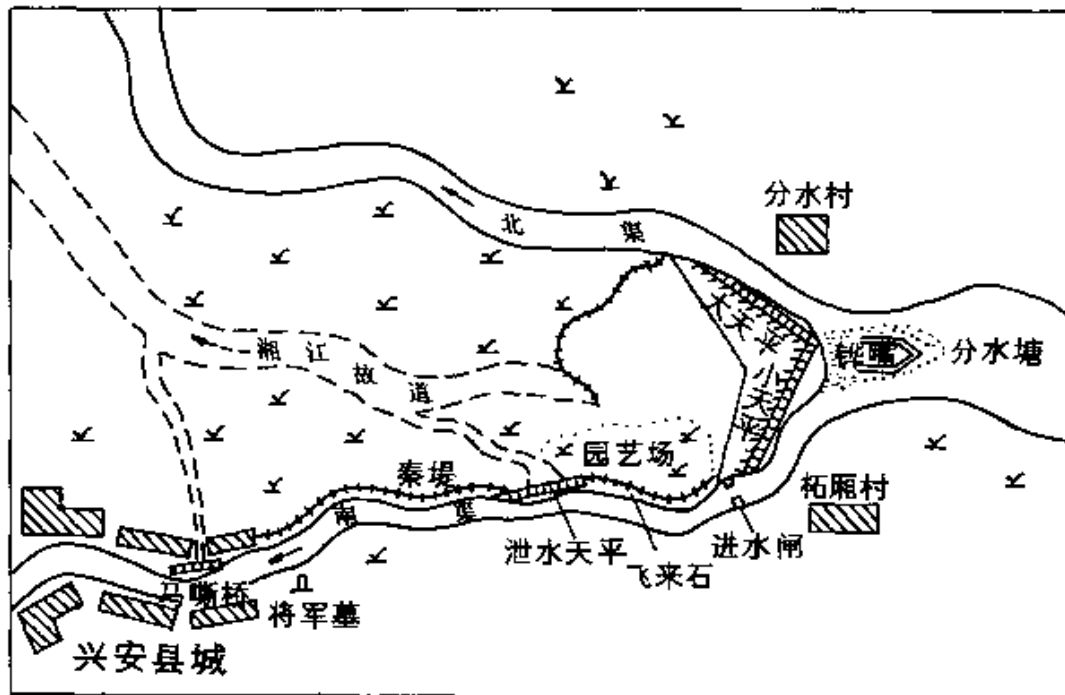 分水村
北渠
大天平
铧嘴
分水塘
小天平
湘江故道
园艺场
秦堤
南渠
柘厢村
进水闸
泄水天平
飞来石
马嘶桥
将军墓
兴安县城